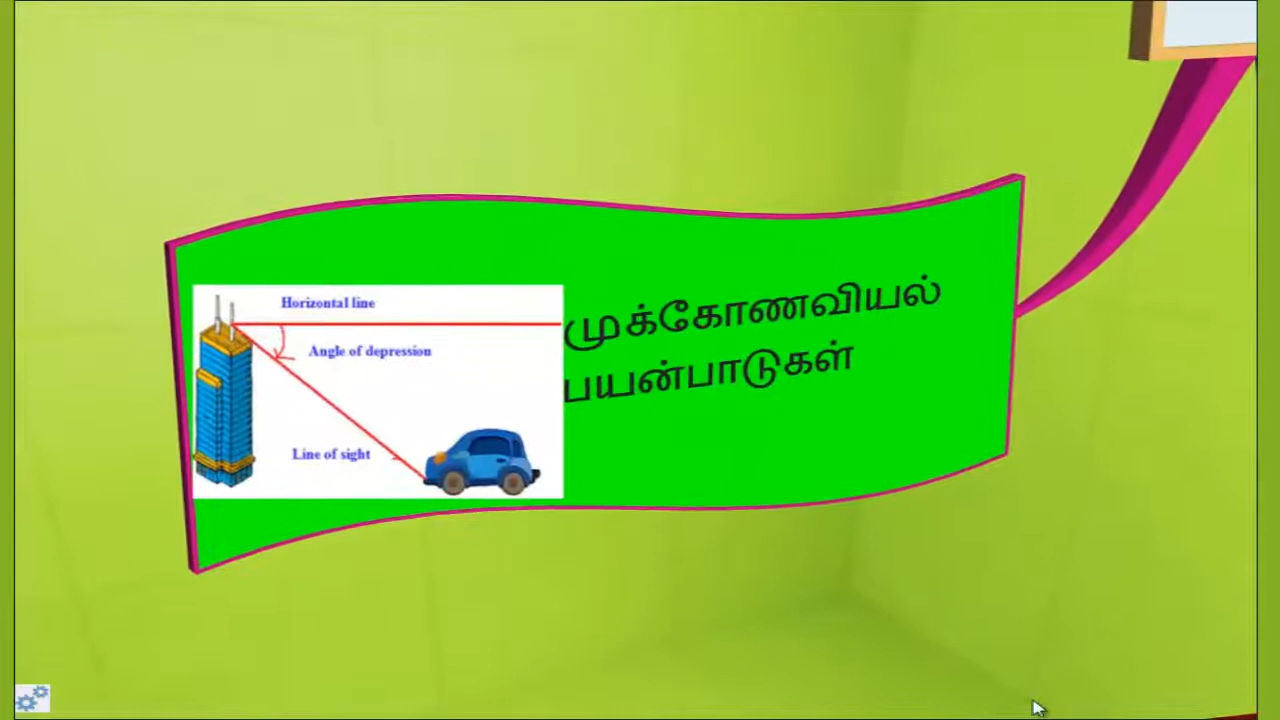 Horizontal line
Angle of depression
Line of sight
முக்கோணவியல்
பயன்பாடுகள்